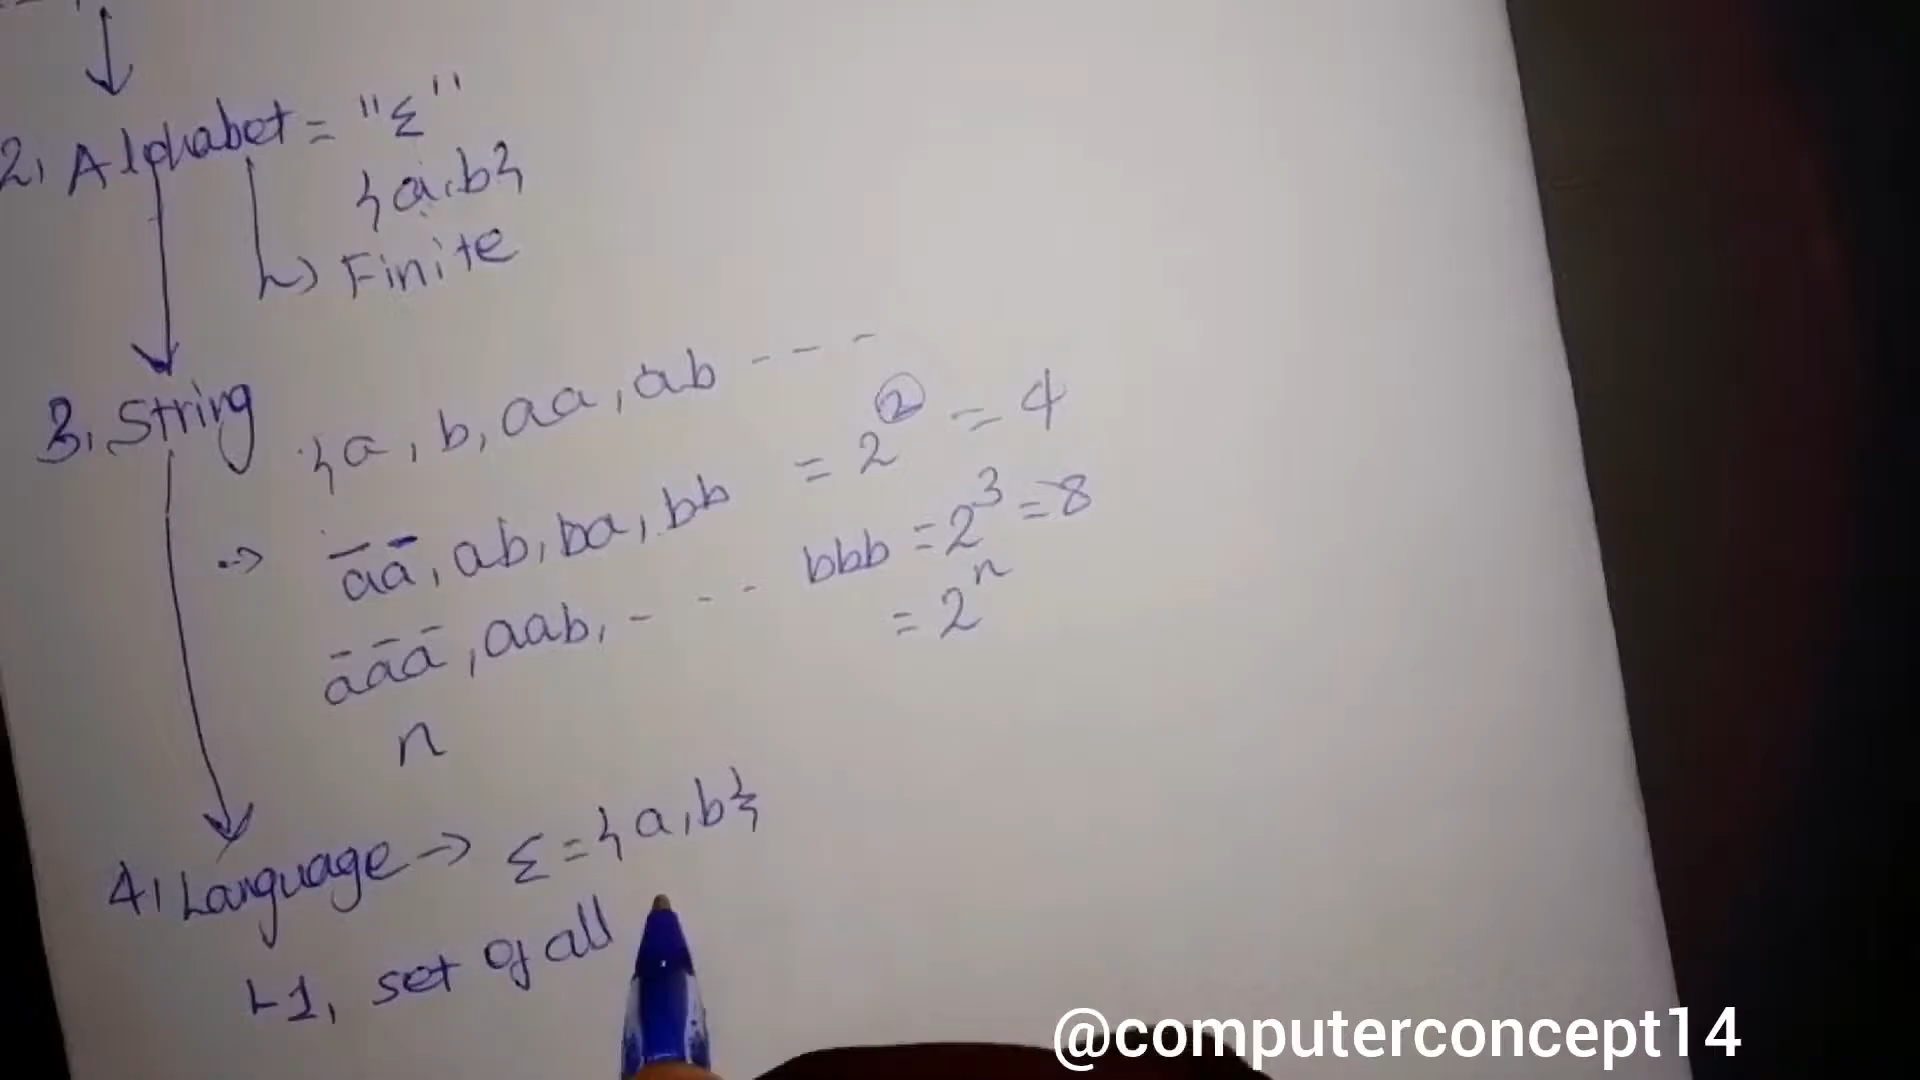 2, Alphabet = "Σ"
{a,b}
↳ Finite
3, String {a, b, aa, ab ---
→ aa, ab, ba, bb = 2² = 4
aaa, aab, --- bbb = 2³ = 8
n = 2ⁿ
4, Language → Σ = {a,b}
L1, set of all
@computerconcept14